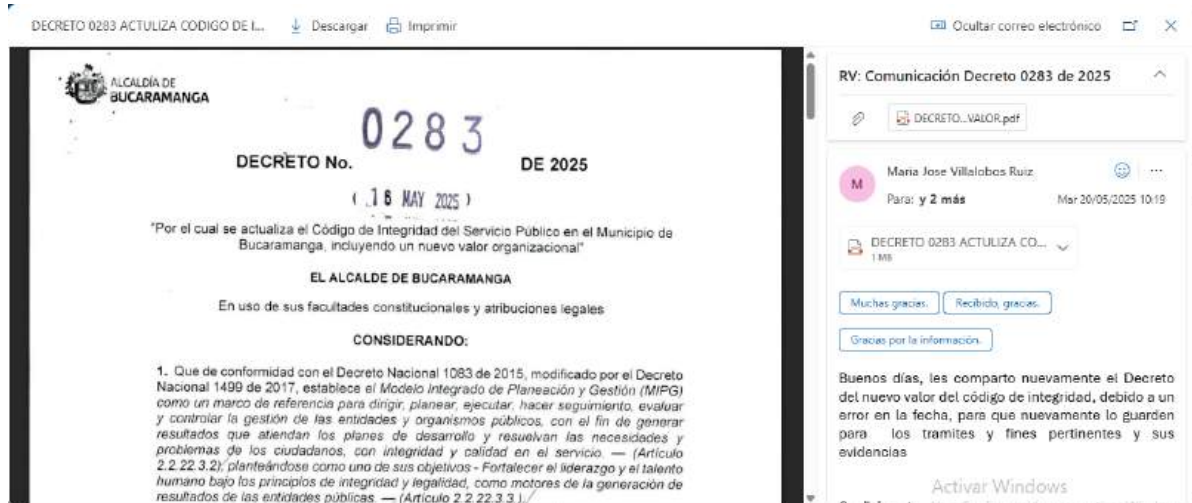 DECRETO 0283 ACTULIZA CODIGO DE I...
Descargar
Imprimir
Ocultar correo electrónico
ALCALDÍA DE
BUCARAMANGA
0283
DECRETO No. DE 2025
( 16 MAY 2025 )
"Por el cual se actualiza el Código de Integridad del Servicio Público en el Municipio de
Bucaramanga, incluyendo un nuevo valor organizacional"
EL ALCALDE DE BUCARAMANGA
En uso de sus facultades constitucionales y atribuciones legales
CONSIDERANDO:
1. Que de conformidad con el Decreto Nacional 1083 de 2015, modificado por el Decreto
Nacional 1499 de 2017, establece el Modelo Integrado de Planeación y Gestión (MIPG)
como un marco de referencia para dirigir, planear, ejecutar, hacer seguimiento, evaluar
y controlar la gestión de las entidades y organismos públicos, con el fin de generar
resultados que atiendan los planes de desarrollo y resuelvan las necesidades y
problemas de los ciudadanos, con integridad y calidad en el servicio. — (Artículo
2.2.22.3.2), planteándose como uno de sus objetivos - Fortalecer el liderazgo y el talento
humano bajo los principios de integridad y legalidad, como motores de la generación de
resultados de las entidades públicas. — (Artículo 2.2.22.3.3.).
RV: Comunicación Decreto 0283 de 2025
DECRETO...VALOR.pdf
M
Maria Jose Villalobos Ruiz
Para: y 2 más
Mar 20/05/2025 10:19
DECRETO 0283 ACTULIZA CO...
1 MB
Muchas gracias.
Recibido, gracias.
Gracias por la información.
Buenos días, les comparto nuevamente el Decreto
del nuevo valor del código de integridad, debido a un
error en la fecha, para que nuevamente lo guarden
para los tramites y fines pertinentes y sus
evidencias
Activar Windows